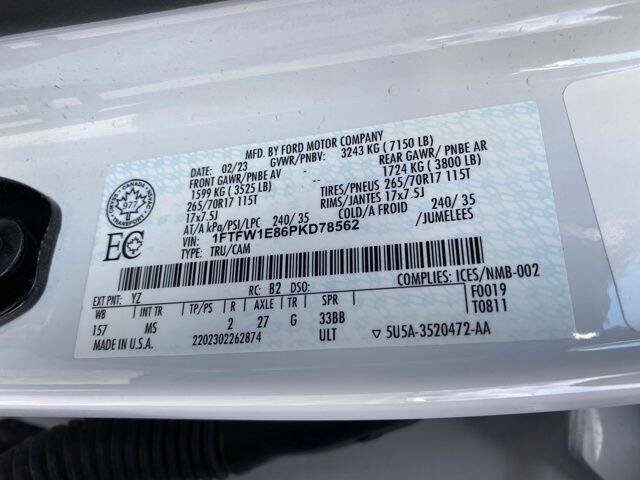 MFD. BY FORD MOTOR COMPANY
DATE: 02/23 GVWR/PNBV: 3243 KG ( 7150 LB)
FRONT GAWR/ PNBE AV REAR GAWR/ PNBE AR
1599 KG ( 3525 LB) 1724 KG ( 3800 LB)
265/70R17 115T TIRES/PNEUS 265/70R17 115T
17x7.5J RIMS/JANTES 17x7.5J
AT/A kPa/PSI/LPC 240/ 35 COLD/A FROID 240/ 35
VIN: 1FTFW1E86PKD78562 /JUMELEES
TYPE: TRU/CAM
CANADA
TRANSPORT
977
EC
COMPLIES: ICES/NMB-002
EXT PNT: YZ RC: B2 DSO: F0019
WB INT TR TP/PS R AXLE TR SPR T0811
157 MS 2 27 G 33BB
MADE IN U.S.A. 2202302262874 ULT ▽ 5U5A-3520472-AA